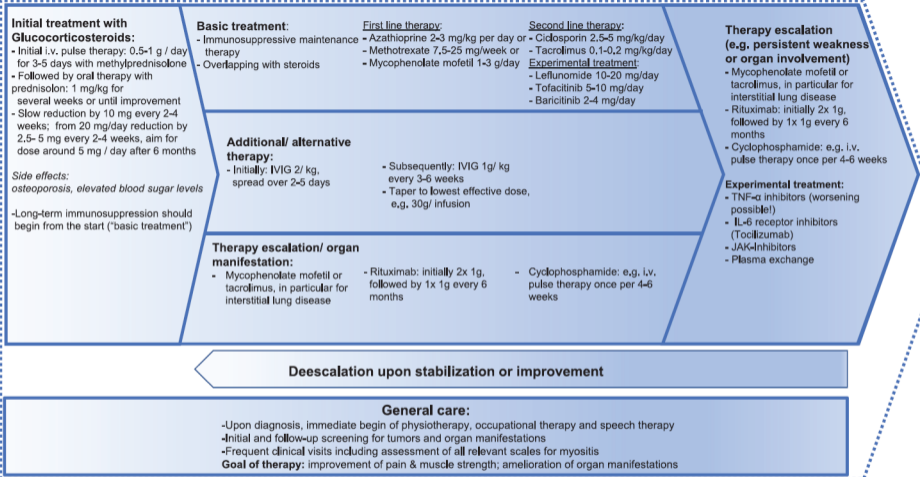 Initial treatment with
Glucocorticosteroids:
- Initial i.v. pulse therapy: 0.5-1 g / day
for 3-5 days with methylprednisolone
- Followed by oral therapy with
prednisolon: 1 mg/kg for
several weeks or until improvement
- Slow reduction by 10 mg every 2-4
weeks; from 20 mg/day reduction by
2.5- 5 mg every 2-4 weeks, aim for
dose around 5 mg / day after 6 months
Side effects:
osteoporosis, elevated blood sugar levels
-Long-term immunosuppression should
begin from the start ("basic treatment")
Basic treatment:
- Immunosuppressive maintenance
therapy
- Overlapping with steroids
First line therapy:
- Azathioprine 2-3 mg/kg per day or
- Methotrexate 7,5-25 mg/week or
- Mycophenolate mofetil 1-3 g/day
Second line therapy:
- Ciclosporin 2.5-5 mg/kg/day
- Tacrolimus 0,1-0,2 mg/kg/day
Experimental treatment:
- Leflunomide 10-20 mg/day
- Tofacitinib 5-10 mg/day
- Baricitinib 2-4 mg/day
Additional/ alternative
therapy:
- Initially: IVIG 2/ kg,
spread over 2-5 days
- Subsequently: IVIG 1g/ kg
every 3-6 weeks
- Taper to lowest effective dose,
e.g. 30g/ infusion
Therapy escalation/ organ
manifestation:
- Mycophenolate mofetil or
tacrolimus, in particular for
interstitial lung disease
- Rituximab: initially 2x 1g,
followed by 1x 1g every 6
months
- Cyclophosphamide: e.g. i.v.
pulse therapy once per 4-6
weeks
Therapy escalation
(e.g. persistent weakness
or organ involvement)
- Mycophenolate mofetil or
tacrolimus, in particular for
interstitial lung disease
- Rituximab: initially 2x 1g,
followed by 1x 1g every 6
months
- Cyclophosphamide: e.g. i.v.
pulse therapy once per 4-6 weeks
Experimental treatment:
- TNF-α inhibitors (worsening
possible!)
- IL-6 receptor inhibitors
(Tocilizumab)
- JAK-Inhibitors
- Plasma exchange
Deescalation upon stabilization or improvement
General care:
-Upon diagnosis, immediate begin of physiotherapy, occupational therapy and speech therapy
-Initial and follow-up screening for tumors and organ manifestations
-Frequent clinical visits including assessment of all relevant scales for myositis
Goal of therapy: improvement of pain & muscle strength; amelioration of organ manifestations